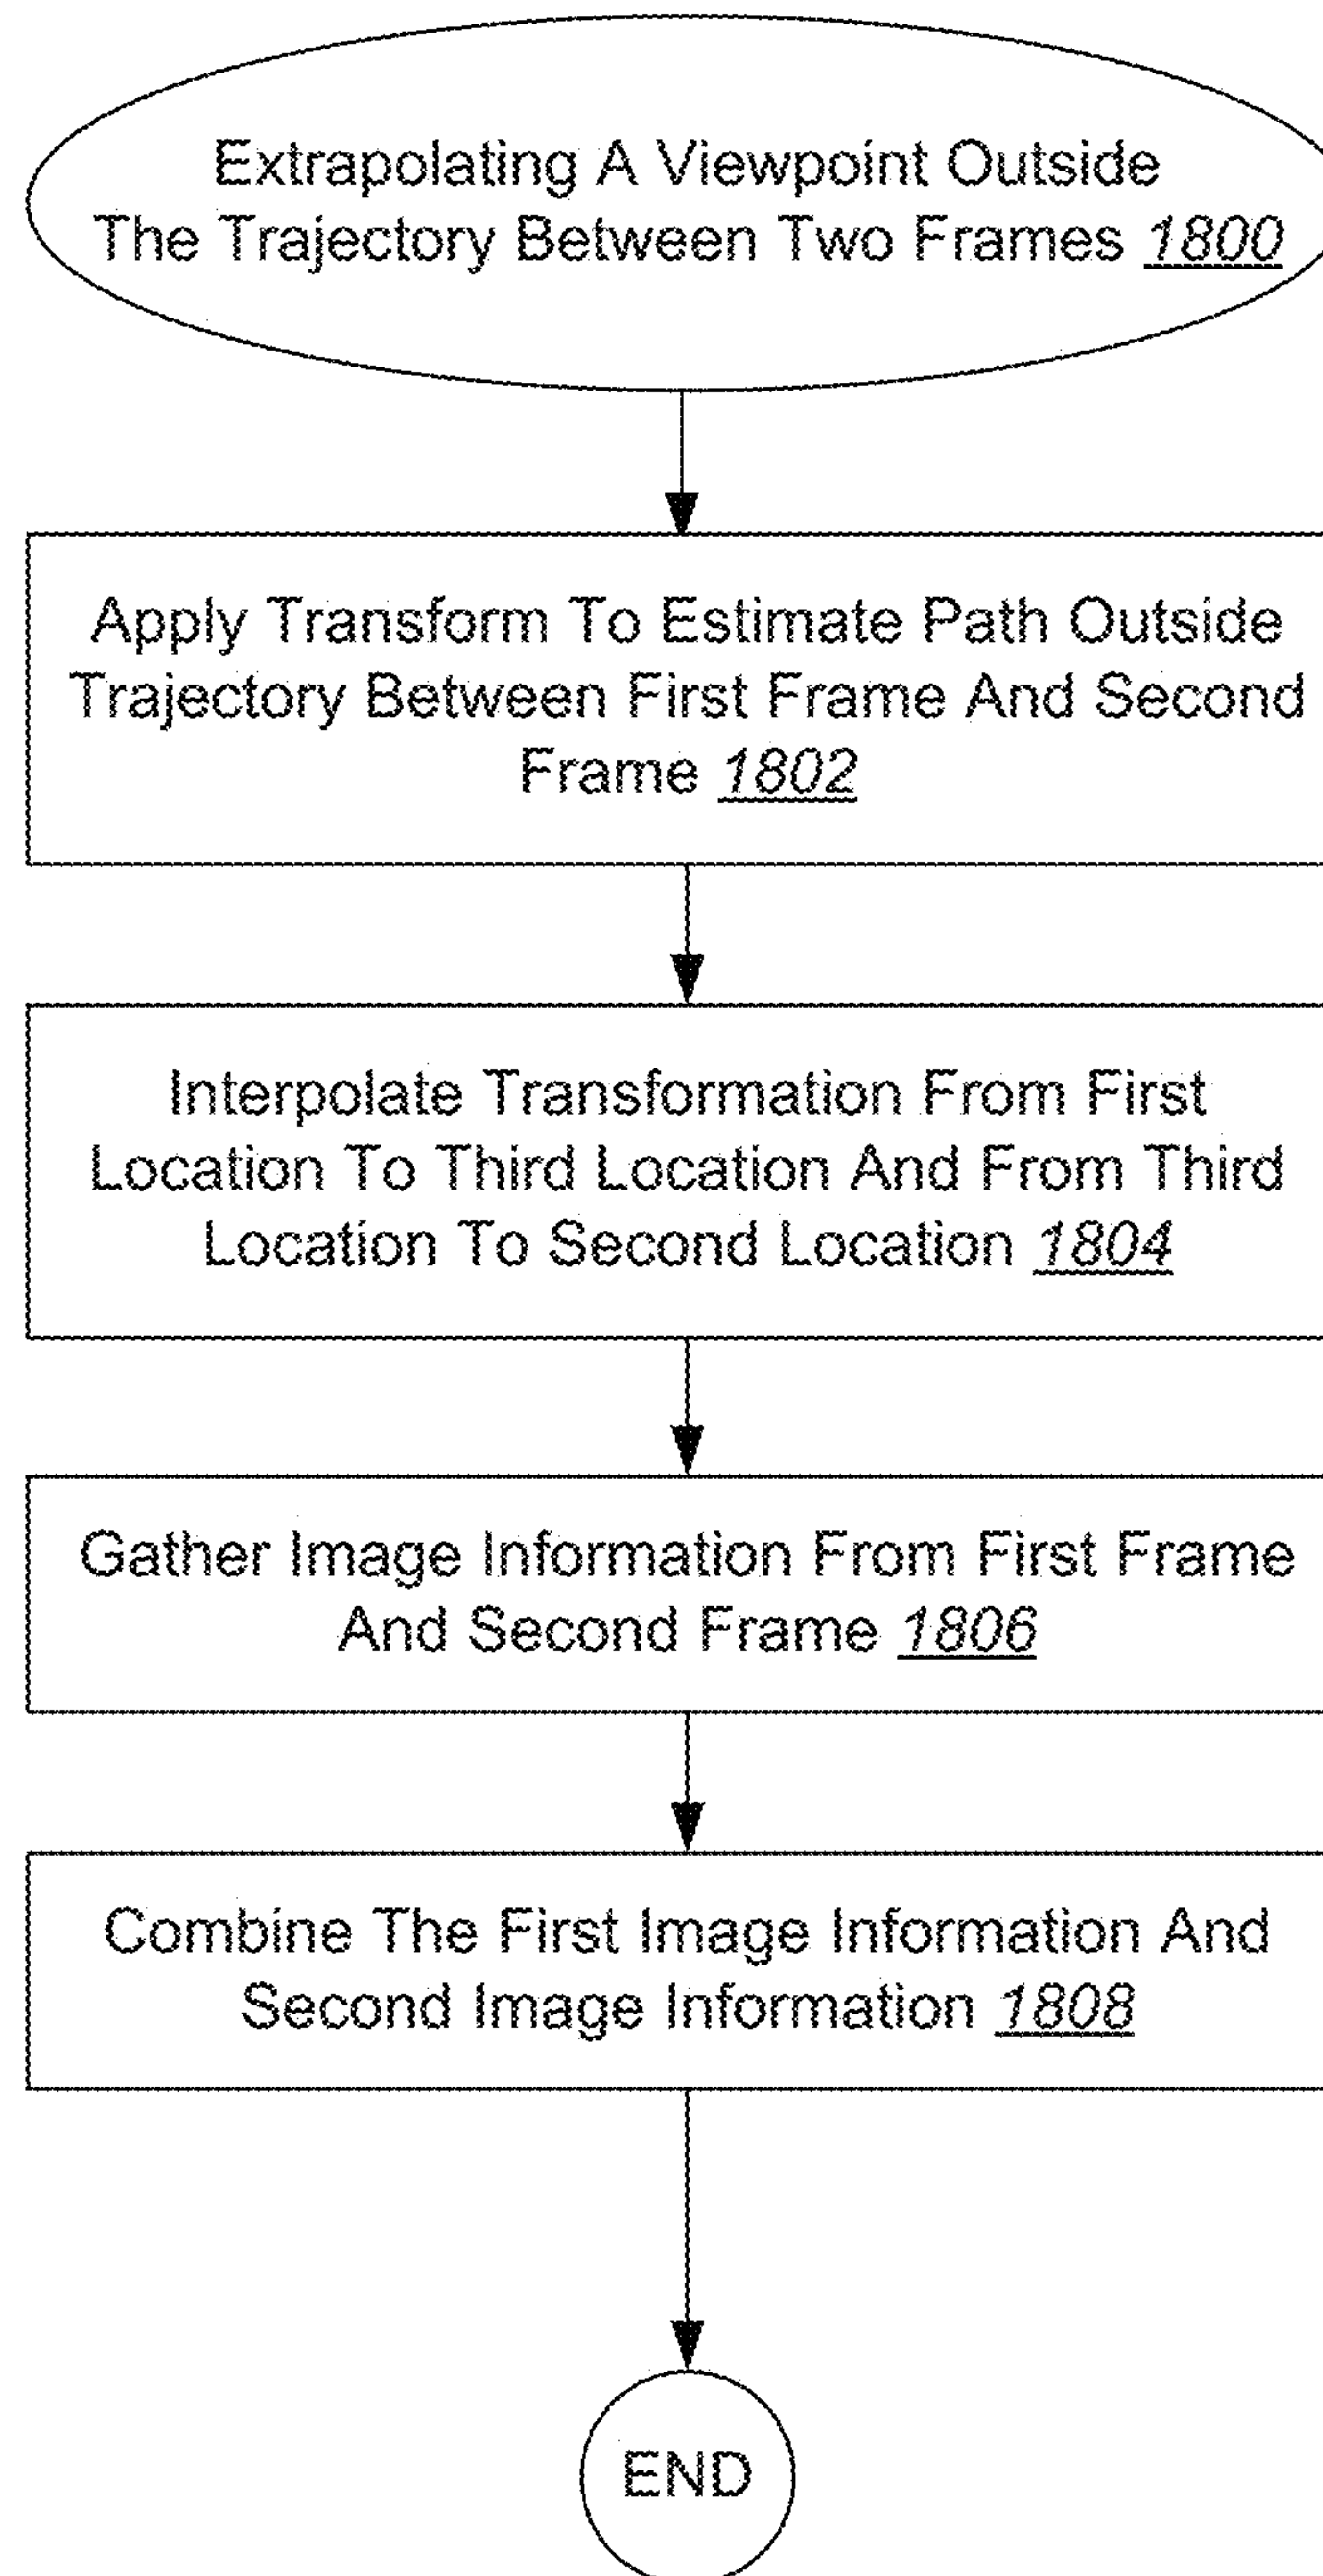 Extrapolating A Viewpoint Outside
The Trajectory Between Two Frames 1800
Apply Transform To Estimate Path Outside
Trajectory Between First Frame And Second
Frame 1802
Interpolate Transformation From First
Location To Third Location And From Third
Location To Second Location 1804
Gather Image Information From First Frame
And Second Frame 1806
Combine The First Image Information And
Second Image Information 1808
END